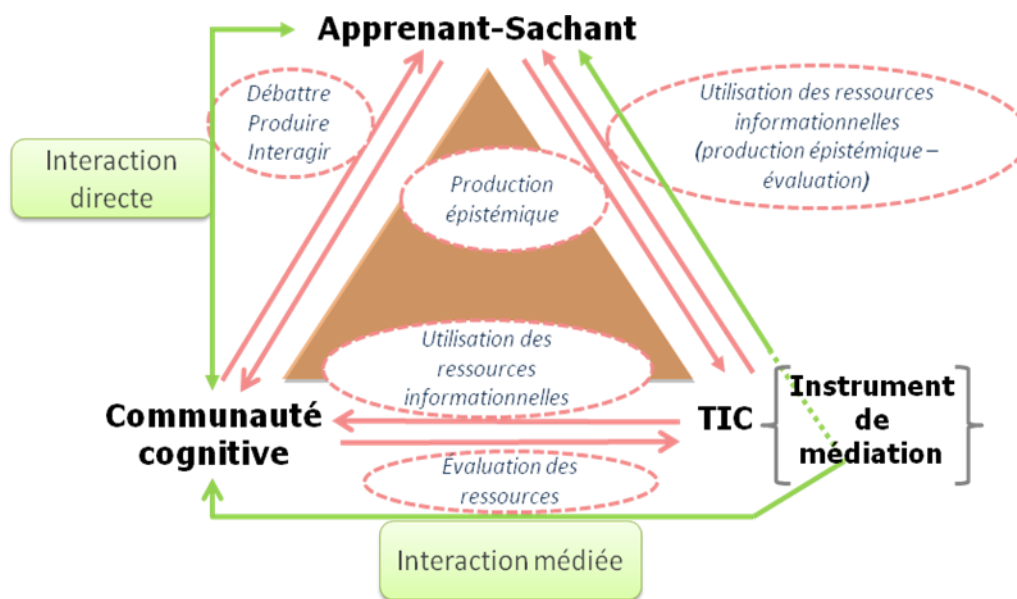 Apprenant-Sachant
Débattre
Produire
Interagir
Utilisation des ressources
informationnelles
(production épistémique –
évaluation)
Interaction
directe
Production
épistémique
Utilisation des
ressources
informationnelles
Communauté
cognitive
TIC
Instrument
de
médiation
Évaluation des
ressources
Interaction médiée